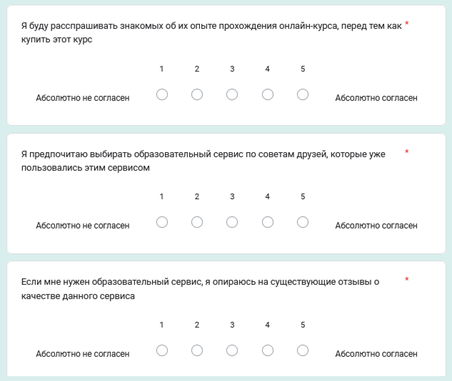 Я буду расспрашивать знакомых об их опыте прохождения онлайн-курса, перед тем как *
купить этот курс
1 2 3 4 5
Абсолютно не согласен Абсолютно согласен
Я предпочитаю выбирать образовательный сервис по советам друзей, которые уже *
пользовались этим сервисом
1 2 3 4 5
Абсолютно не согласен Абсолютно согласен
Если мне нужен образовательный сервис, я опираюсь на существующие отзывы о *
качестве данного сервиса
1 2 3 4 5
Абсолютно не согласен Абсолютно согласен